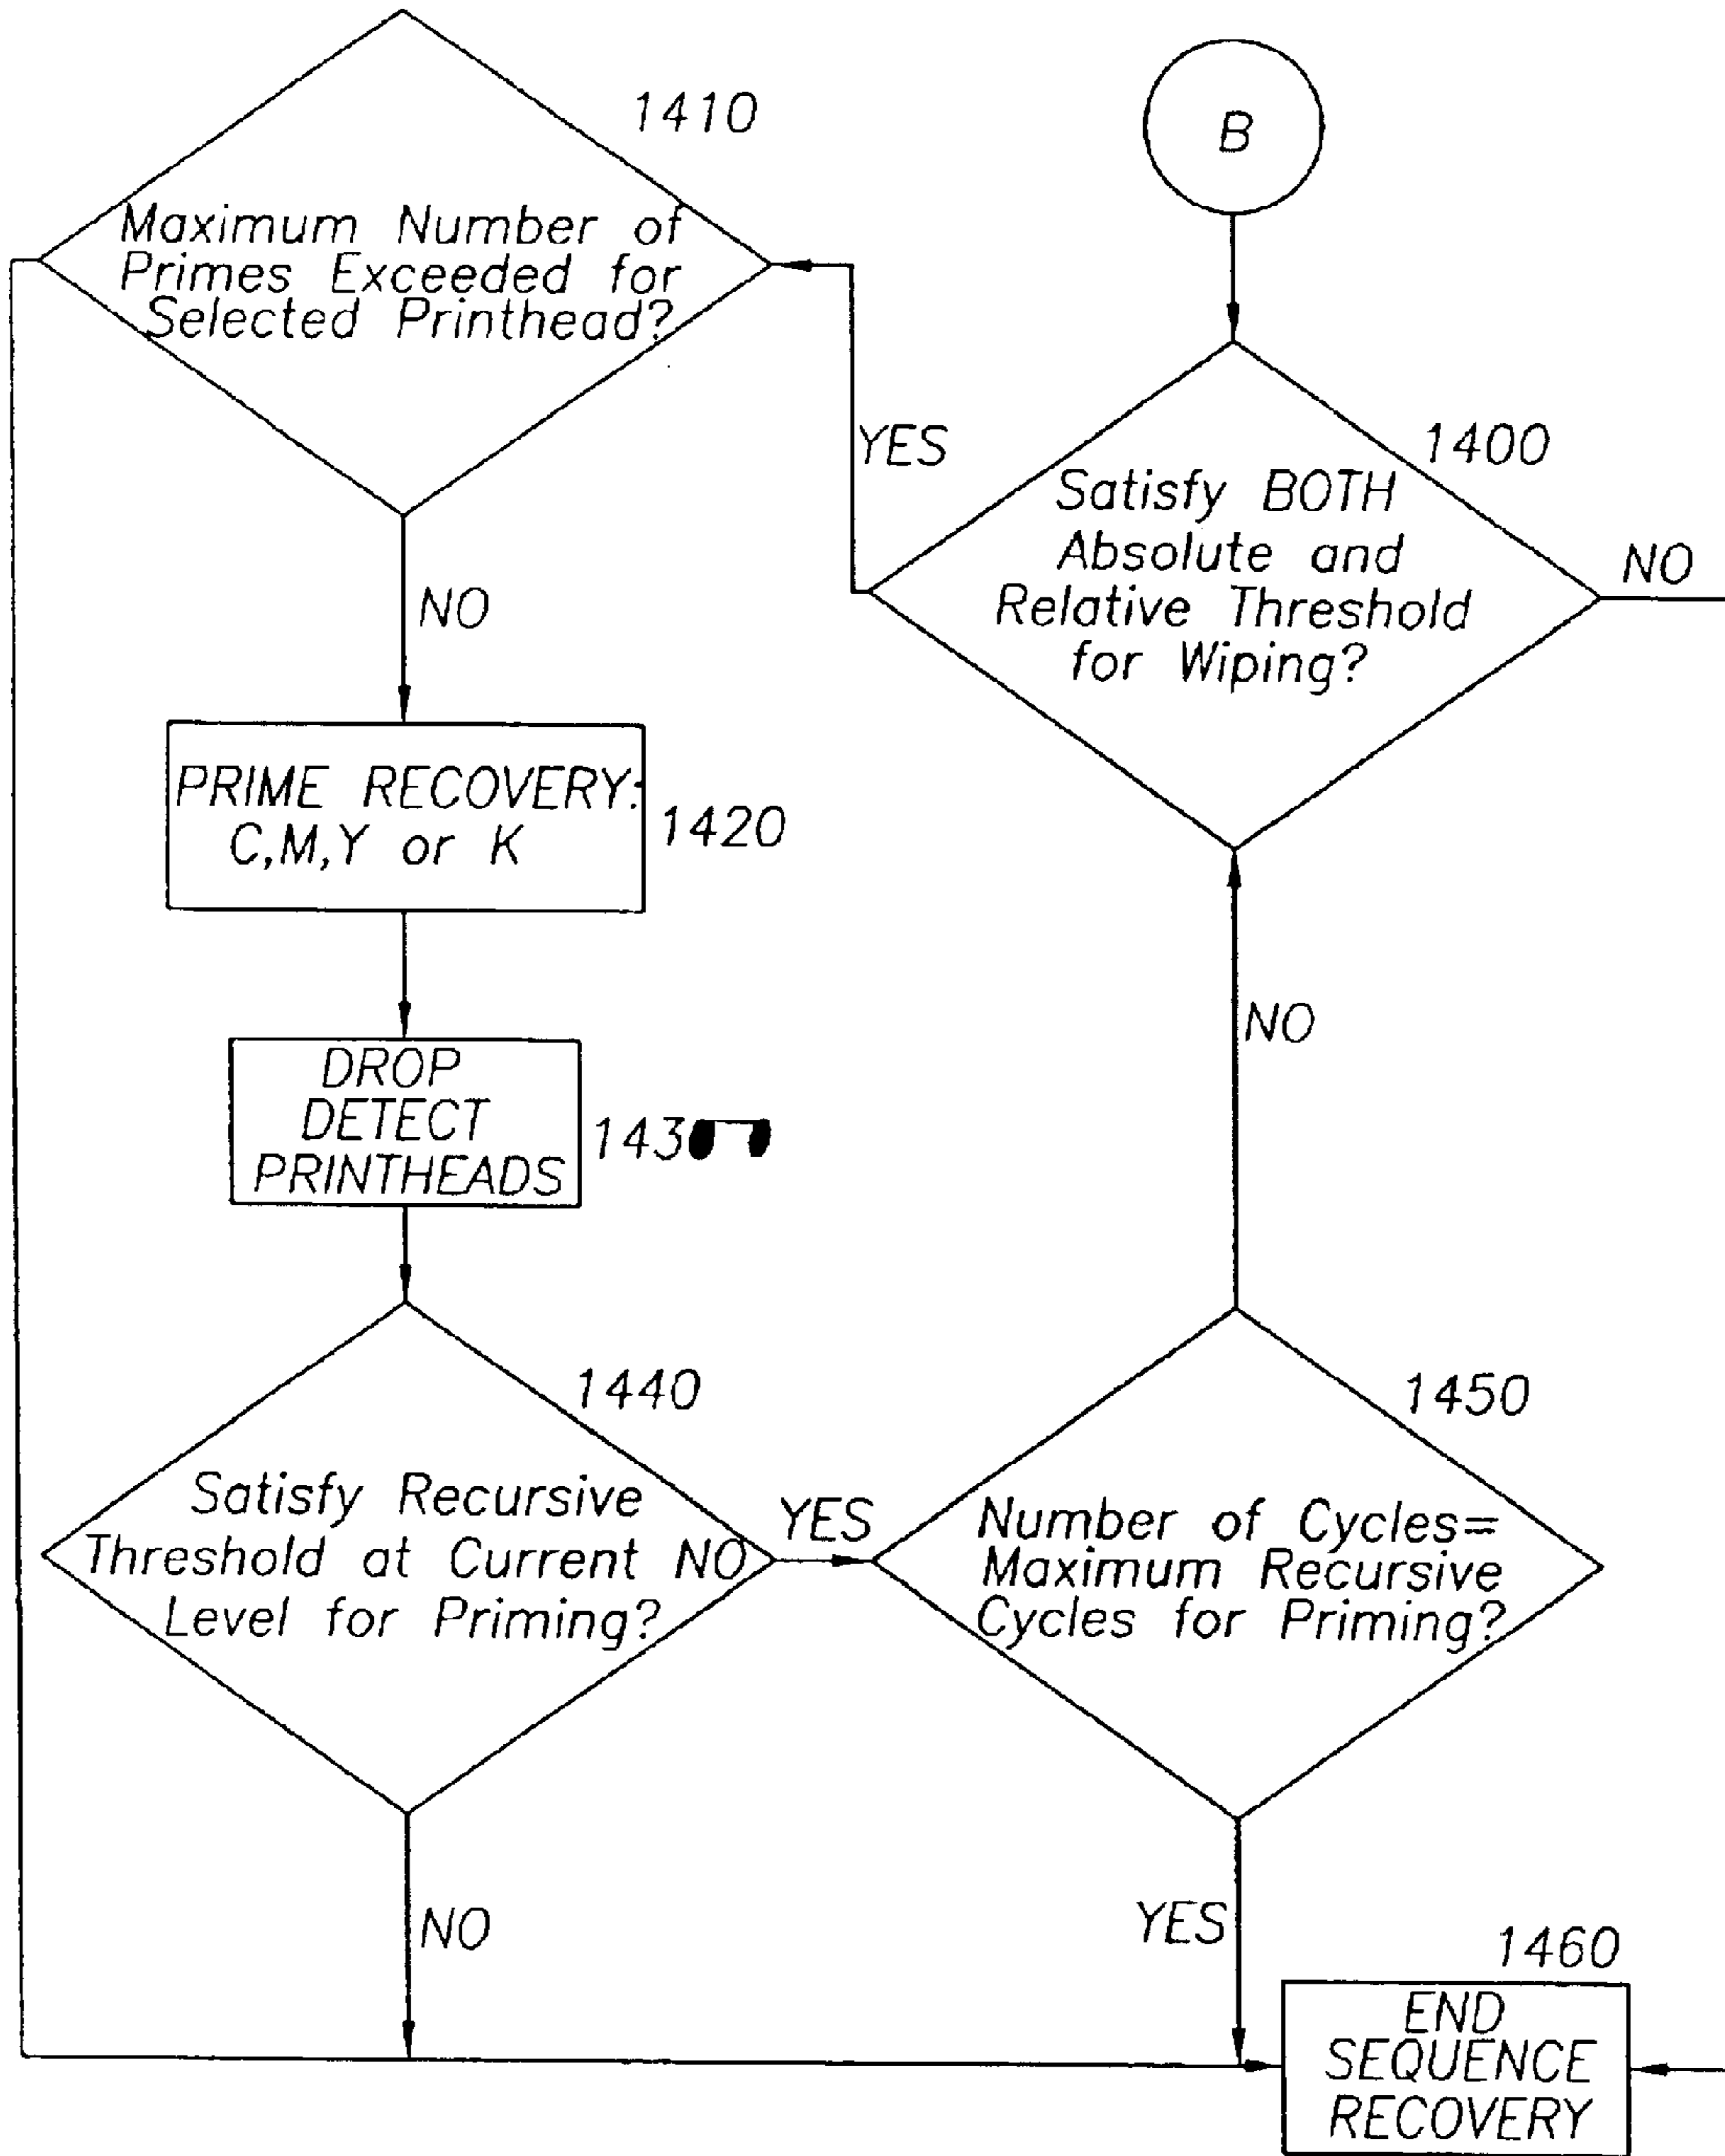 1410
Maximum Number of
Primes Exceeded for
Selected Printhead?
B
YES
1400
Satisfy BOTH
Absolute and
Relative Threshold
for Wiping?
NO
NO
PRIME RECOVERY:
C,M,Y or K
1420
NO
DROP
DETECT
PRINTHEADS
1440
Satisfy Recursive
Threshold at Current NO
Level for Priming?
YES
1450
Number of Cycles=
Maximum Recursive
Cycles for Priming?
NO
YES
1460
END
SEQUENCE
RECOVERY